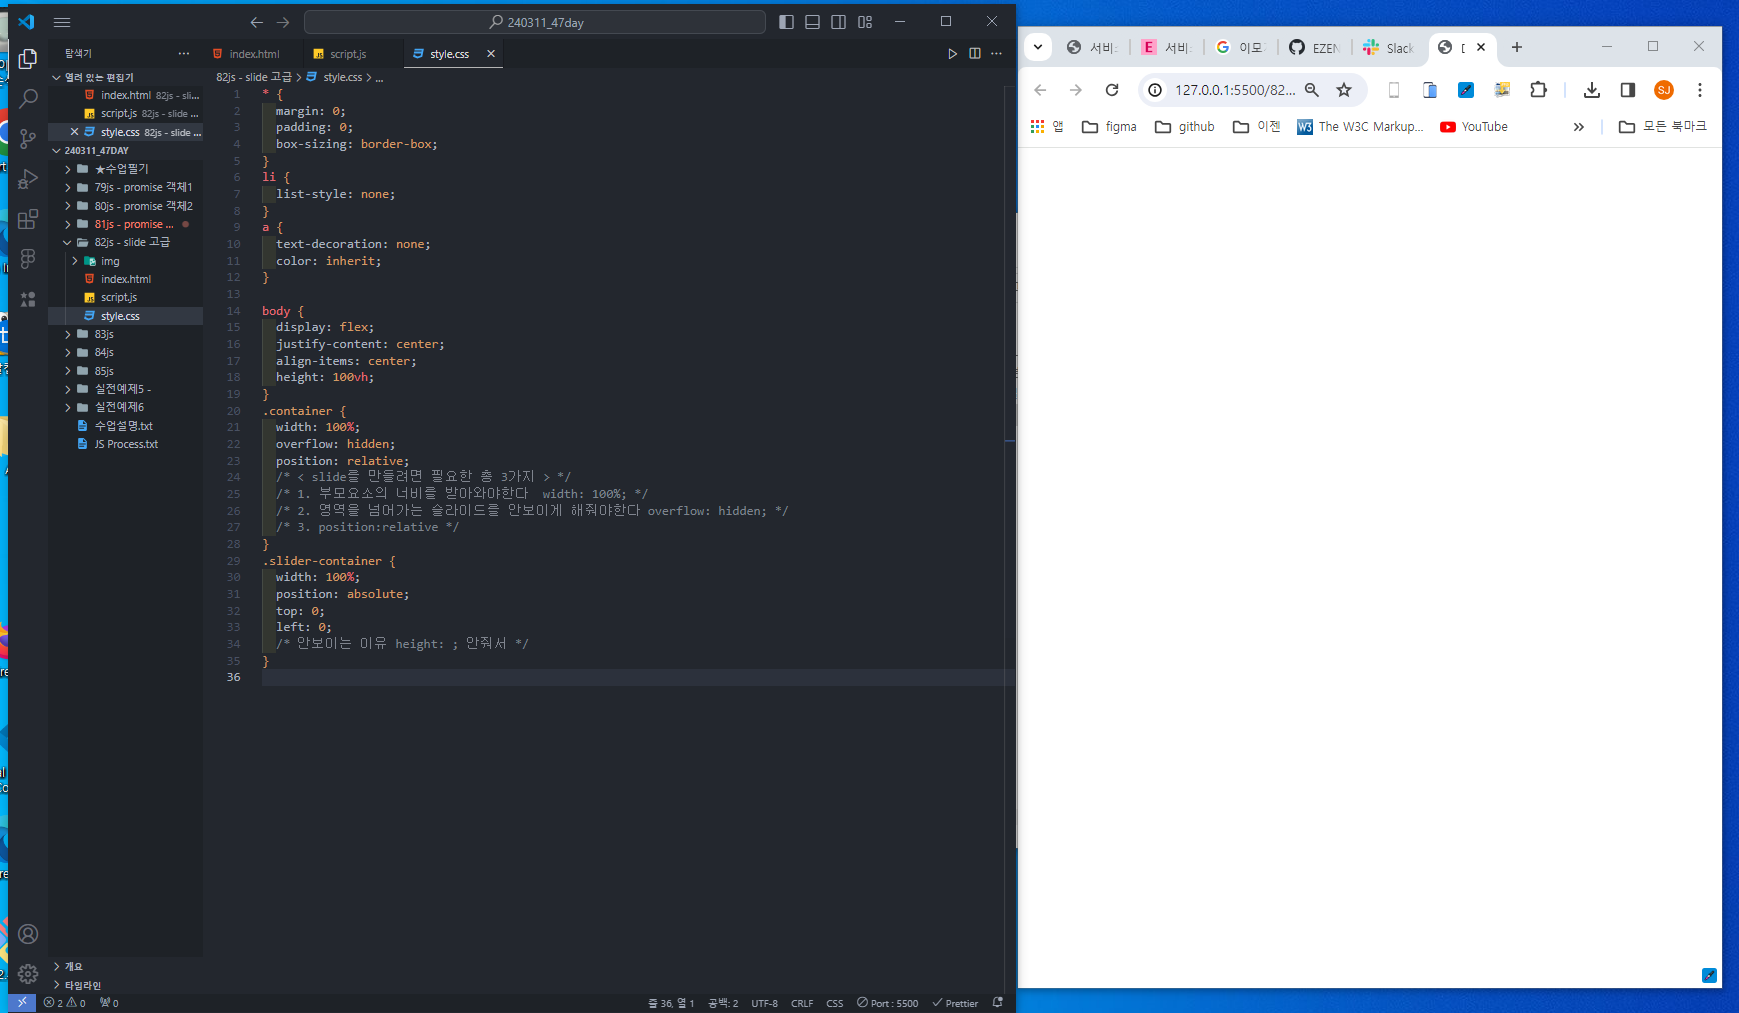 240311_47day
탐색기
index.html
script.js
style.css
열려 있는 편집기
index.html 82js - sli...
script.js 82js - slide ...
style.css 82js - slide ...
240311_47DAY
★수업필기
79js - promise 객체1
80js - promise 객체2
81js - promise ...
82js - slide 고급
img
index.html
script.js
style.css
83js
84js
85js
실전예제5 -
실전예제6
수업설명.txt
JS Process.txt
개요
타임라인
82js - slide 고급 > style.css > ...
1 * {
2 margin: 0;
3 padding: 0;
4 box-sizing: border-box;
5 }
6 li {
7 list-style: none;
8 }
9 a {
10 text-decoration: none;
11 color: inherit;
12 }
13
14 body {
15 display: flex;
16 justify-content: center;
17 align-items: center;
18 height: 100vh;
19 }
20 .container {
21 width: 100%;
22 overflow: hidden;
23 position: relative;
24 /* < slide를 만들려면 필요한 총 3가지 > */
25 /* 1. 부모요소의 너비를 받아와야한다  width: 100%; */
26 /* 2. 영역을 넘어가는 슬라이드를 안보이게 해줘야한다 overflow: hidden; */
27 /* 3. position:relative */
28 }
29 .slider-container {
30 width: 100%;
31 position: absolute;
32 top: 0;
33 left: 0;
34 /* 안보이는 이유 height: ; 안줘서 */
35 }
36
2 0 0
줄 36, 열 1 공백: 2 UTF-8 CRLF CSS Port : 5500 Prettier
서비 E 서비 이모 EZEN Slack
127.0.0.1:5500/82... SJ
앱 figma github 이젠 W3 The W3C Markup... YouTube » 모든 북마크